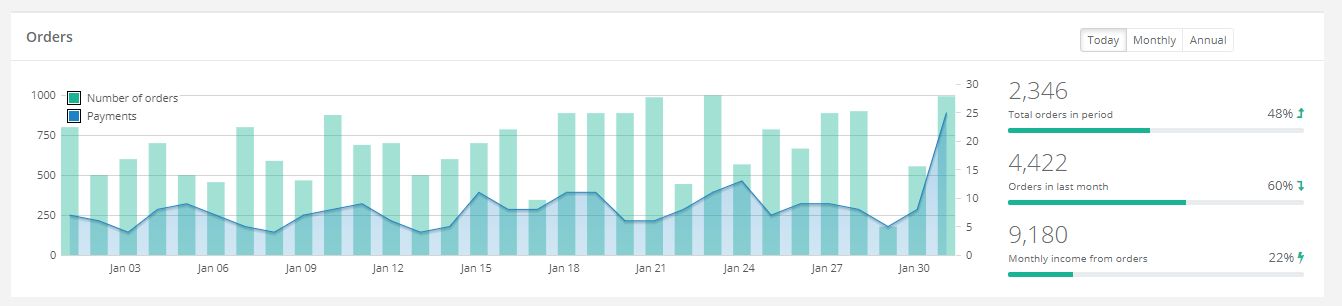 Orders
Today Monthly Annual
Number of orders
Payments
1000
750
500
250
0
30
25
20
15
10
5
0
Jan 03 Jan 06 Jan 09 Jan 12 Jan 15 Jan 18 Jan 21 Jan 24 Jan 27 Jan 30
2,346
Total orders in period 48%
4,422
Orders in last month 60%
9,180
Monthly income from orders 22%